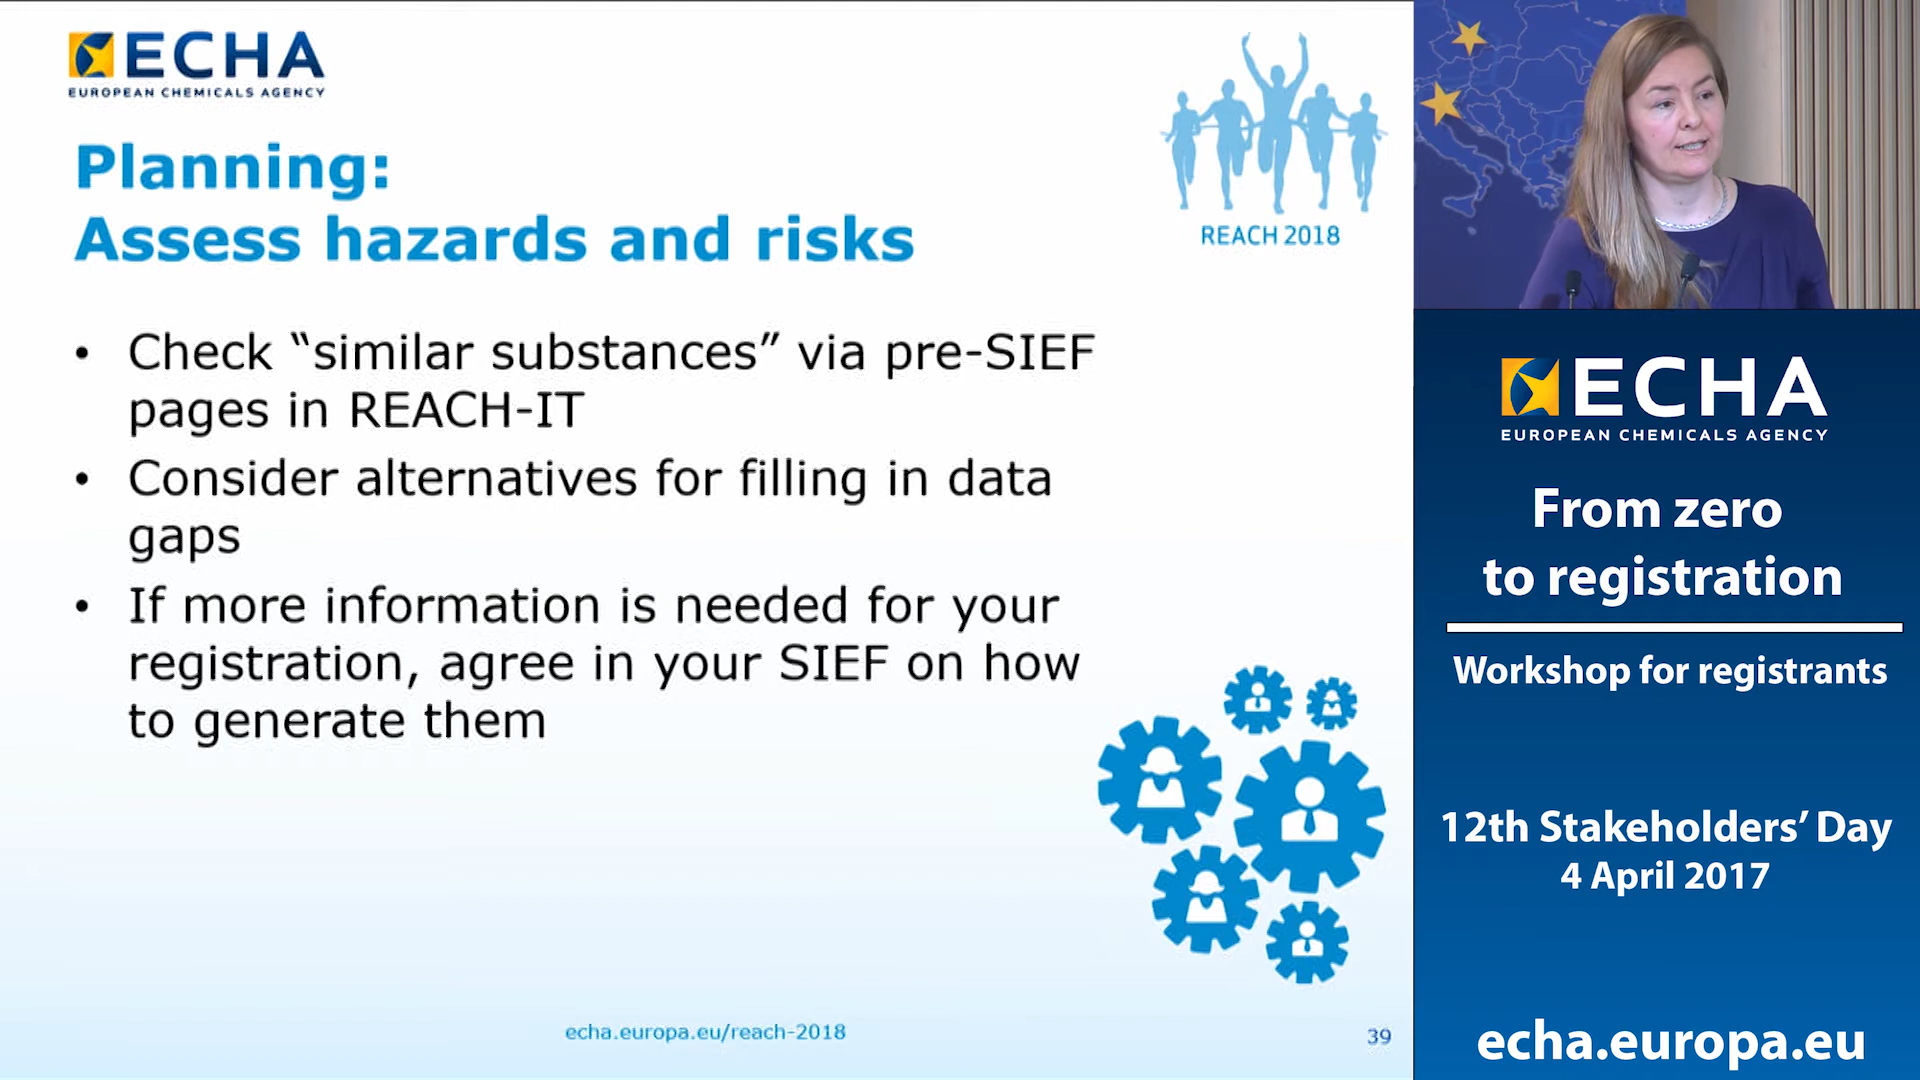 ECHA
EUROPEAN CHEMICALS AGENCY
REACH 2018
Planning:
Assess hazards and risks
• Check “similar substances” via pre-SIEF
pages in REACH-IT
• Consider alternatives for filling in data
gaps
• If more information is needed for your
registration, agree in your SIEF on how
to generate them
echa.europa.eu/reach-2018
39
ECHA
EUROPEAN CHEMICALS AGENCY
From zero
to registration
Workshop for registrants
12th Stakeholders’ Day
4 April 2017
echa.europa.eu